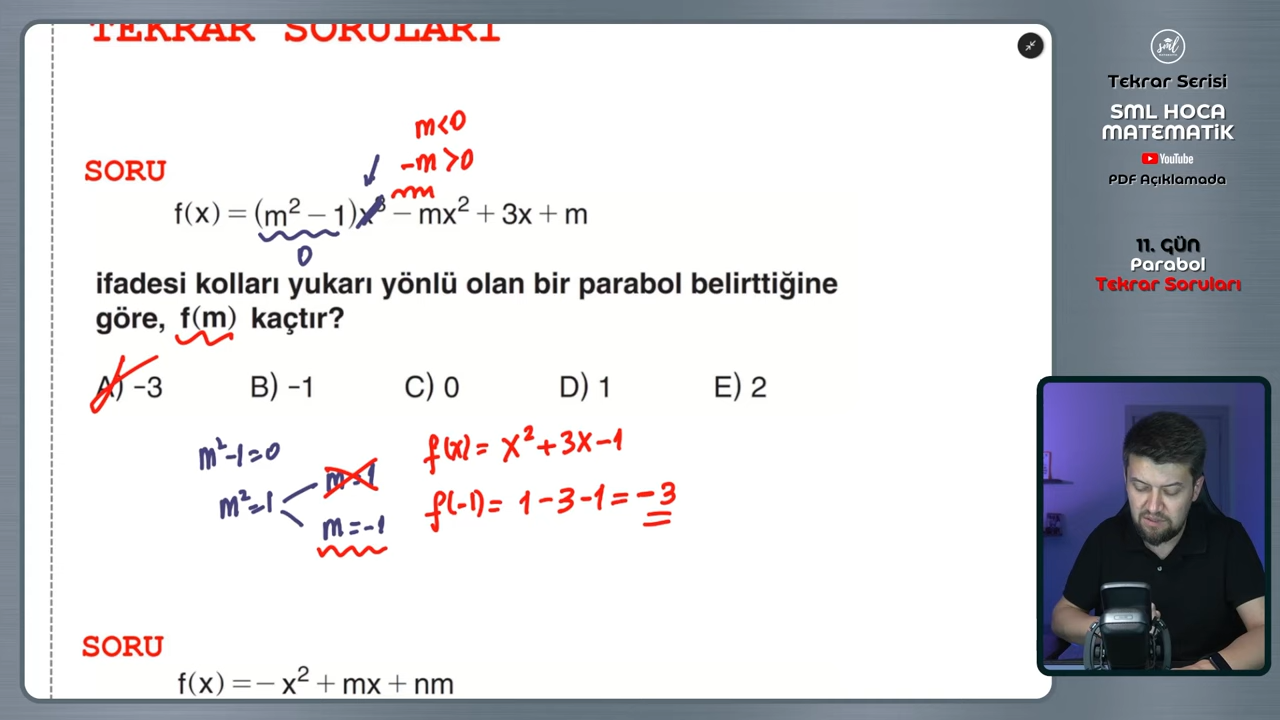 TEKRAR SORULARI
m<0
-m>0
SORU
f(x) = (m² − 1)x³ − mx² + 3x + m
0
ifadesi kolları yukarı yönlü olan bir parabol belirttiğine
göre, f(m) kaçtır?
A) −3 B) −1 C) 0 D) 1 E) 2
m²-1=0
m²=1
m=1
m=-1
f(x)= x²+3x-1
f(-1)= 1-3-1=-3
SORU
f(x) = − x² + mx + nm
sml
Tekrar Serisi
SML HOCA
MATEMATİK
YouTube
PDF Açıklamada
11. GÜN
Parabol
Tekrar Soruları